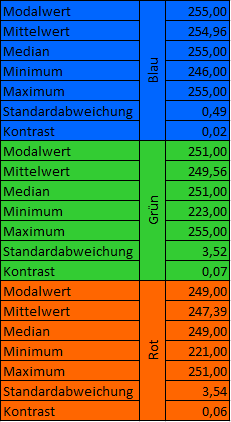 Modalwert 255,00
Mittelwert 254,96
Median 255,00
Minimum Blau 246,00
Maximum 255,00
Standardabweichung 0,49
Kontrast 0,02
Modalwert 251,00
Mittelwert 249,56
Median 251,00
Minimum Grün 223,00
Maximum 255,00
Standardabweichung 3,52
Kontrast 0,07
Modalwert 249,00
Mittelwert 247,39
Median 249,00
Minimum Rot 221,00
Maximum 251,00
Standardabweichung 3,54
Kontrast 0,06